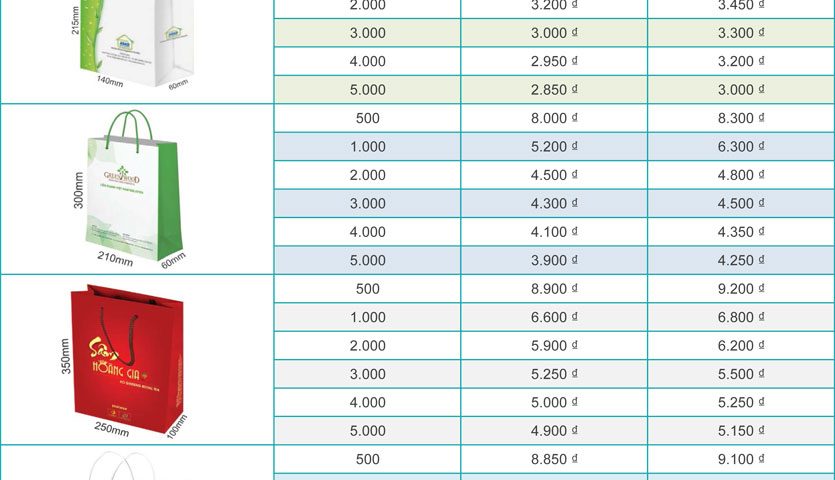 2.000 3.200 ₫ 3.450 ₫
215mm
3.000 3.000 ₫ 3.300 ₫
4.000 2.950 ₫ 3.200 ₫
140mm
60mm
5.000 2.850 ₫ 3.000 ₫
500 8.000 ₫ 8.300 ₫
1.000 5.200 ₫ 6.300 ₫
300mm
GREEN WOOD
2.000 4.500 ₫ 4.800 ₫
3.000 4.300 ₫ 4.500 ₫
4.000 4.100 ₫ 4.350 ₫
210mm
60mm
5.000 3.900 ₫ 4.250 ₫
500 8.900 ₫ 9.200 ₫
1.000 6.600 ₫ 6.800 ₫
350mm
Sâm
HOÀNG GIA
2.000 5.900 ₫ 6.200 ₫
3.000 5.250 ₫ 5.500 ₫
4.000 5.000 ₫ 5.250 ₫
250mm
100mm
5.000 4.900 ₫ 5.150 ₫
500 8.850 ₫ 9.100 ₫